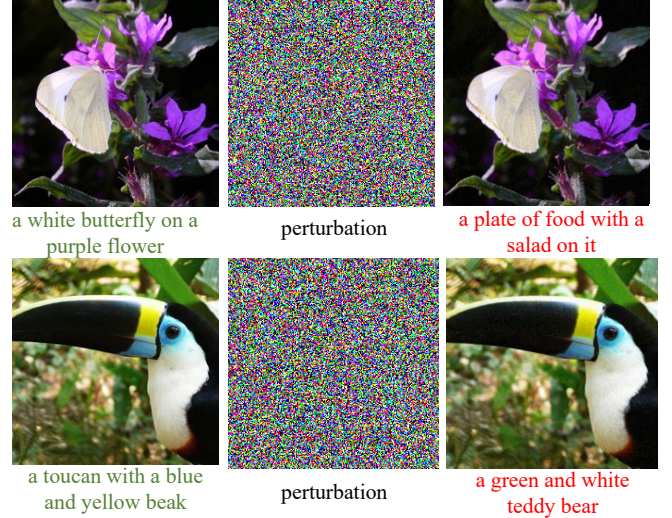 a white butterfly on a
purple flower
perturbation
a plate of food with a
salad on it
a toucan with a blue
and yellow beak
perturbation
a green and white
teddy bear